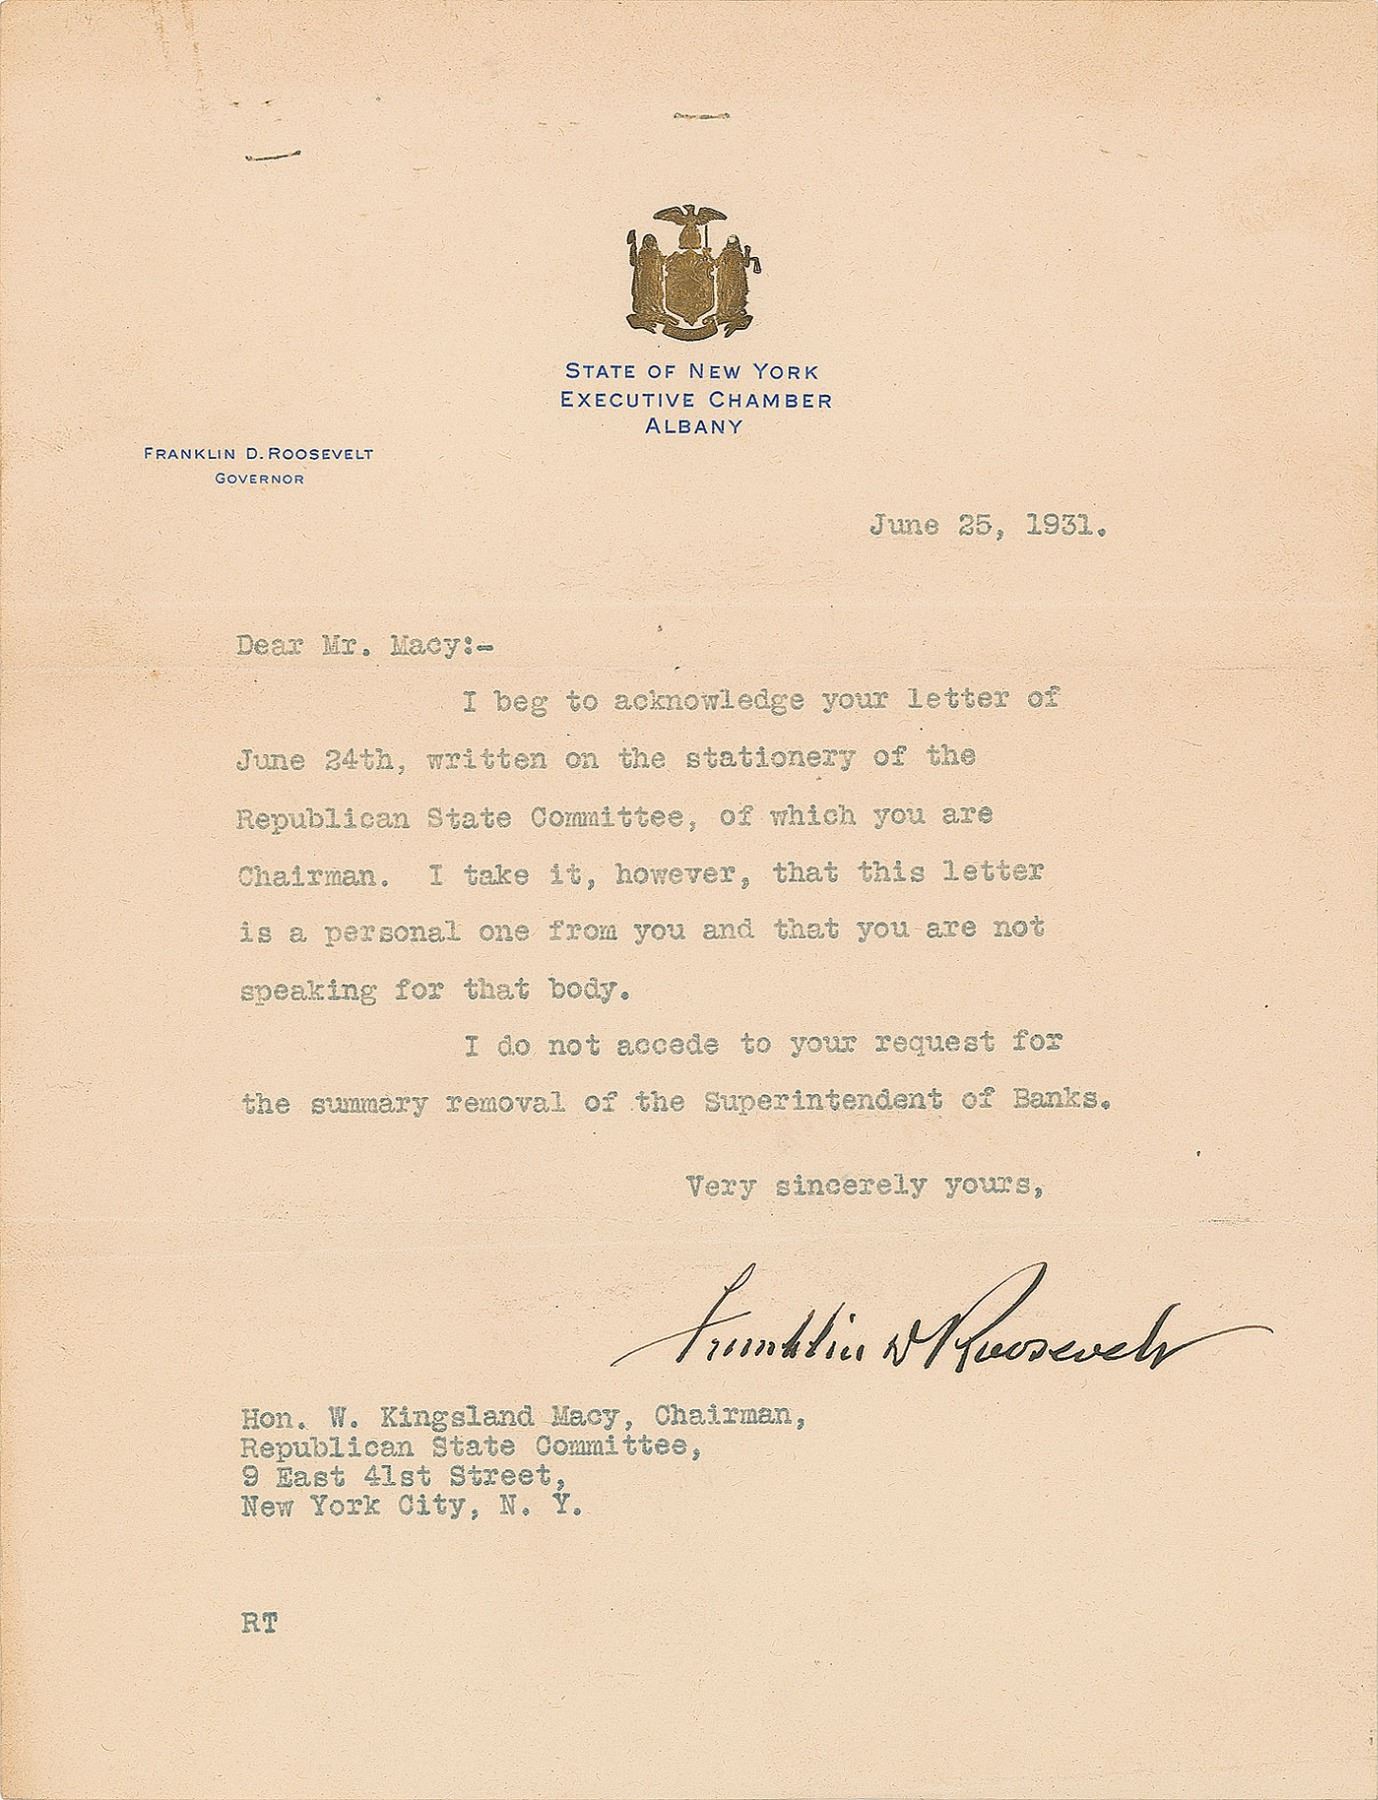 STATE OF NEW YORK
EXECUTIVE CHAMBER
ALBANY
FRANKLIN D. ROOSEVELT
GOVERNOR
June 25, 1931.
Dear Mr. Macy:-
I beg to acknowledge your letter of
June 24th, written on the stationery of the
Republican State Committee, of which you are
Chairman. I take it, however, that this letter
is a personal one from you and that you are not
speaking for that body.
I do not accede to your request for
the summary removal of the Superintendent of Banks.
Very sincerely yours,
Franklin D Roosevelt
Hon. W. Kingsland Macy, Chairman,
Republican State Committee,
9 East 41st Street,
New York City, N. Y.
RT